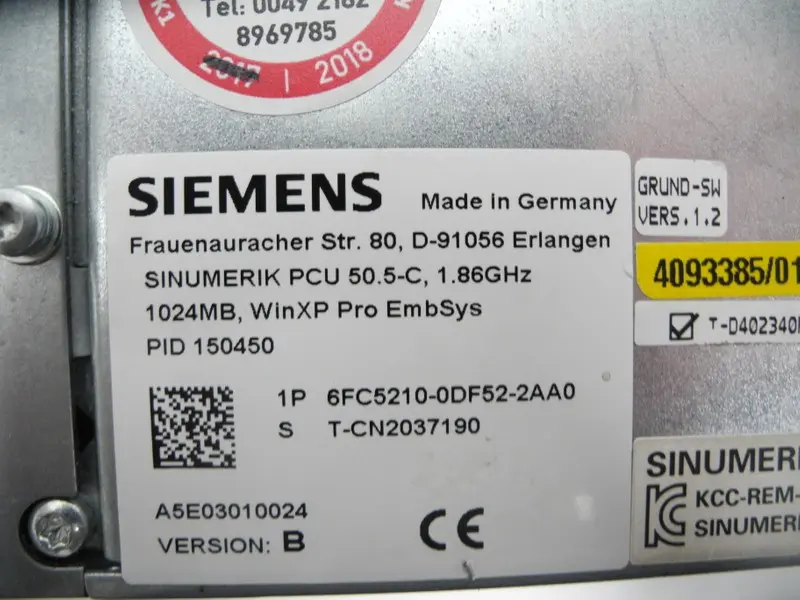 Tel: 0049 2182
8969785
2017 | 2018
K1
SIEMENS Made in Germany
Frauenauracher Str. 80, D-91056 Erlangen
SINUMERIK PCU 50.5-C, 1.86GHz
1024MB, WinXP Pro EmbSys
PID 150450
1P 6FC5210-0DF52-2AA0
S T-CN2037190
A5E03010024
VERSION: B
CE
GRUND-SW
VERS.1.2
4093385/01
T-D402340
SINUMERI
KCC-REM-
SINUMERI